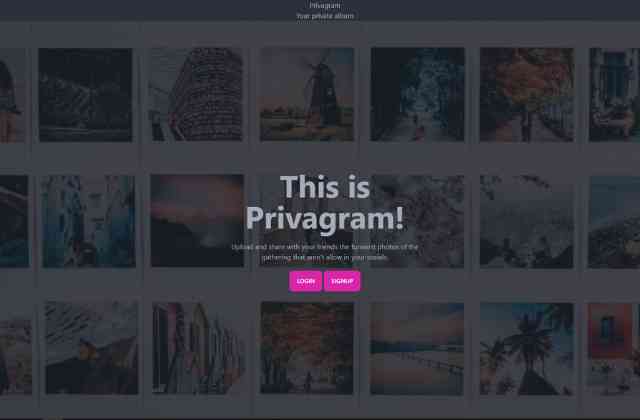 Privagram
Your private album
This is
Privagram!
Upload and share with your friends the funniest photos of the
gathering that aren't allow in your socials.
LOGIN
SIGNUP